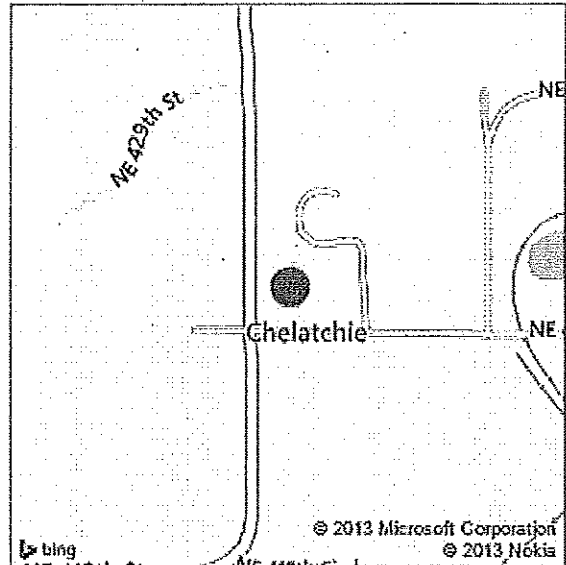 NE
NE 429th St
Chelatchie
NE
© 2013 Microsoft Corporation
bing
© 2013 Nokia